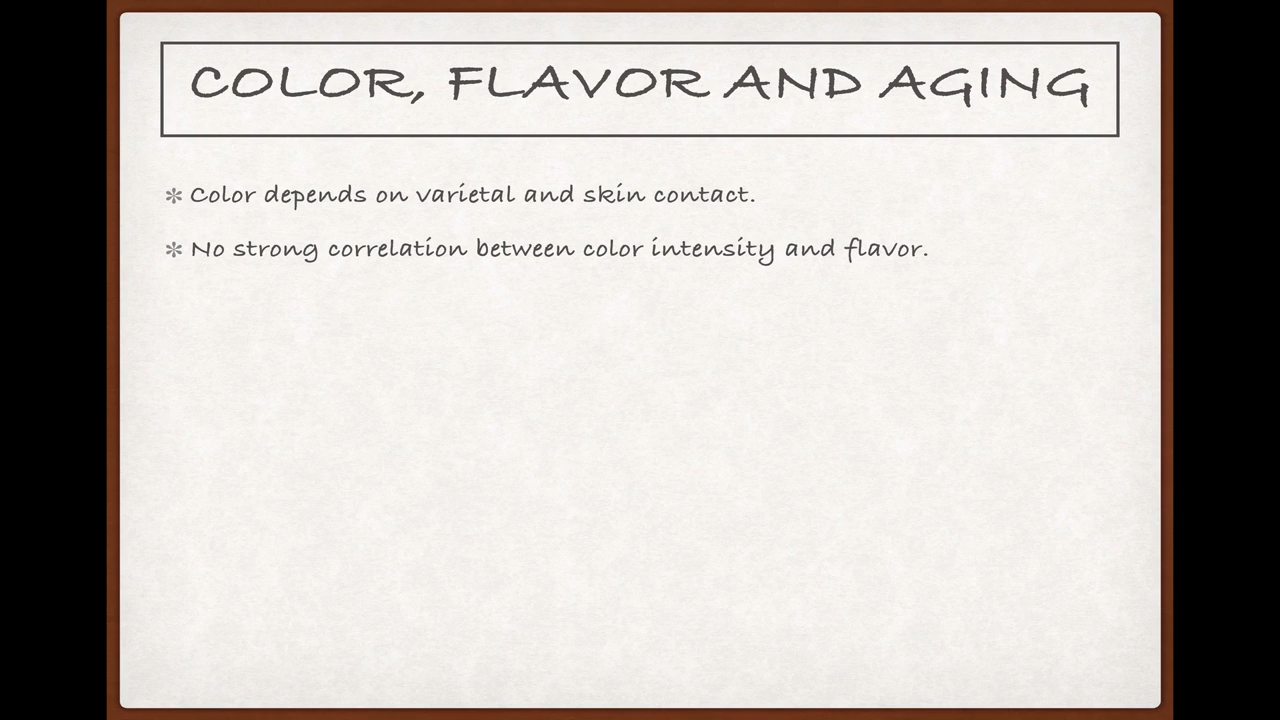 COLOR, FLAVOR AND AGING
✼ Color depends on varietal and skin contact.
✼ No strong correlation between color intensity and flavor.